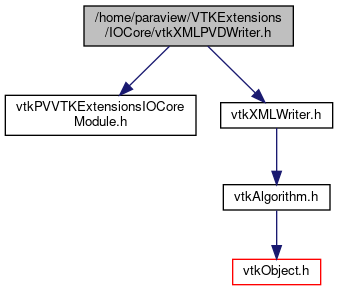 /home/paraview/VTKExtensions
/IOCore/vtkXMLPVDWriter.h
vtkPVVTKExtensionsIOCore
Module.h
vtkXMLWriter.h
vtkAlgorithm.h
vtkObject.h